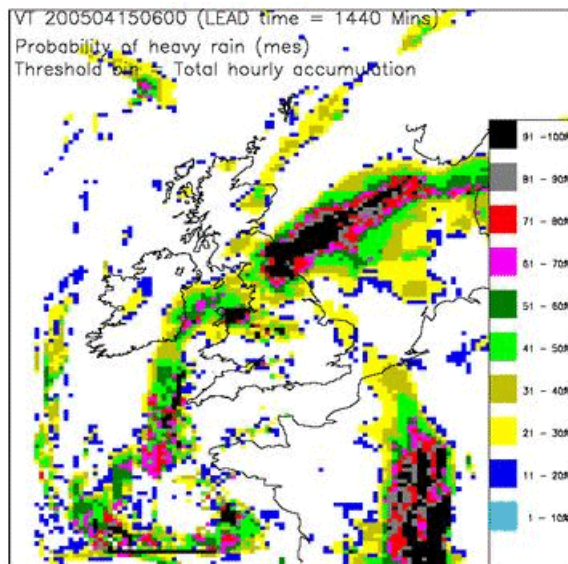 VT 200504150600 (LEAD time = 1440 Mins)
Probability of heavy rain (mes)
Threshold bin = Total hourly accumulation
91 -100%
81 - 90%
71 - 80%
61 - 70%
51 - 60%
41 - 50%
31 - 40%
21 - 30%
11 - 20%
1 - 10%